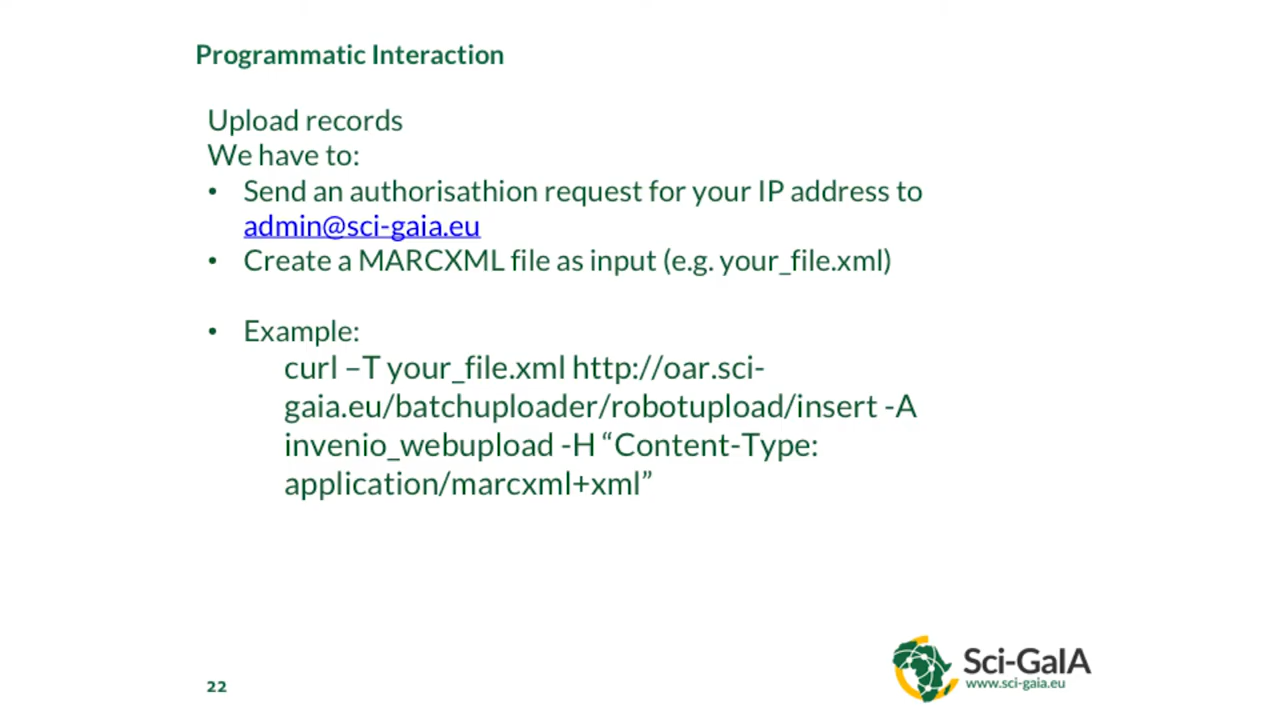 Programmatic Interaction
Upload records
We have to:
• Send an authorisathion request for your IP address to
admin@sci-gaia.eu
• Create a MARCXML file as input (e.g. your_file.xml)
• Example:
curl –T your_file.xml http://oar.sci-
gaia.eu/batchuploader/robotupload/insert -A
invenio_webupload -H “Content-Type:
application/marcxml+xml”
22
Sci-GaIA
www.sci-gaia.eu